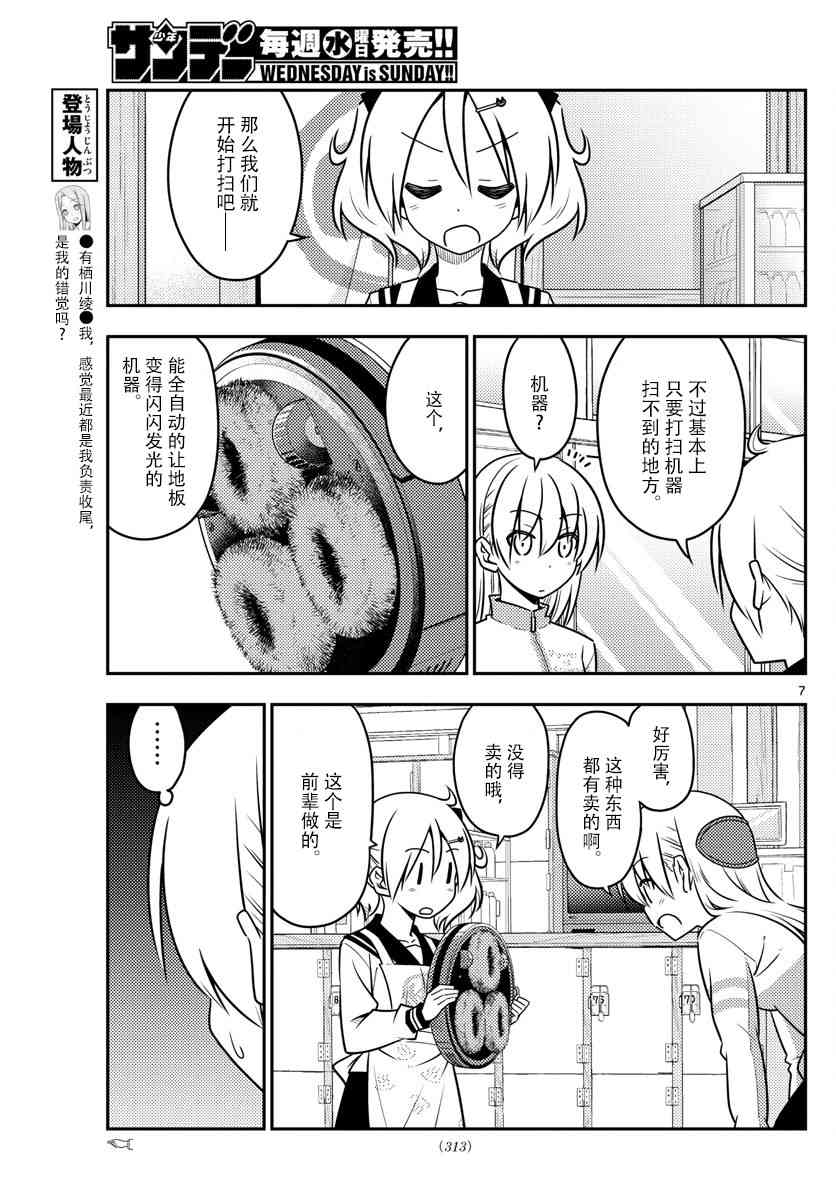 少年サンデー
毎週水曜日発売!!
WEDNESDAY is SUNDAY!!
登場人物
とうじょうじんぶつ
●有栖川绫●我，感觉最近都是我负责收尾，
是我的错觉吗？
那么我们就
开始打扫吧——
不过基本上
只要打扫机器
扫不到的地方。
机器？
这个，
能全自动的让地板
变得闪闪发光的
机器。
7
好厉害，
这种东西
都有卖的啊。
没得
卖的哦，
这个是
前辈做的。
……
75
70
(313)